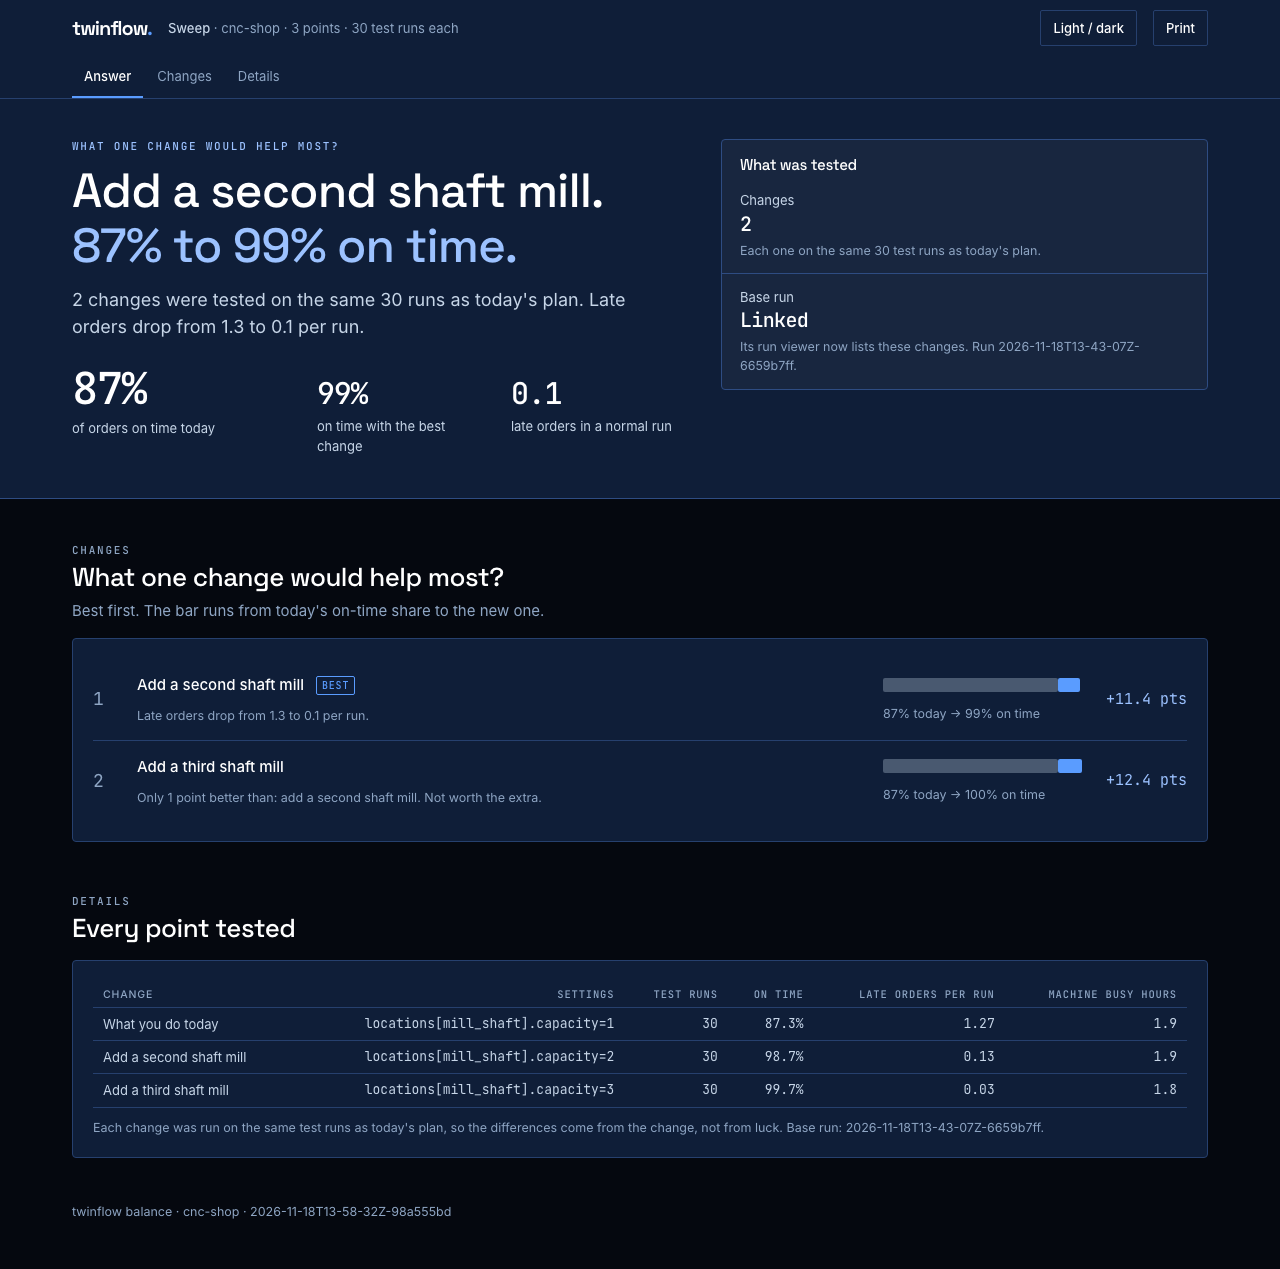 twinflow.
Sweep · cnc-shop · 3 points · 30 test runs each
Light / dark
Print
Answer
Changes
Details
WHAT ONE CHANGE WOULD HELP MOST?
Add a second shaft mill.
87% to 99% on time.
2 changes were tested on the same 30 runs as today's plan. Late
orders drop from 1.3 to 0.1 per run.
87%
of orders on time today
99%
on time with the best
change
0.1
late orders in a normal run
What was tested
Changes
2
Each one on the same 30 test runs as today's plan.
Base run
Linked
Its run viewer now lists these changes. Run 2026-11-18T13-43-07Z-
6659b7ff.
CHANGES
What one change would help most?
Best first. The bar runs from today's on-time share to the new one.
1
Add a second shaft mill
BEST
Late orders drop from 1.3 to 0.1 per run.
87% today → 99% on time
+11.4 pts
2
Add a third shaft mill
Only 1 point better than: add a second shaft mill. Not worth the extra.
87% today → 100% on time
+12.4 pts
DETAILS
Every point tested
CHANGE SETTINGS TEST RUNS ON TIME LATE ORDERS PER RUN MACHINE BUSY HOURS
What you do today locations[mill_shaft].capacity=1 30 87.3% 1.27 1.9
Add a second shaft mill locations[mill_shaft].capacity=2 30 98.7% 0.13 1.9
Add a third shaft mill locations[mill_shaft].capacity=3 30 99.7% 0.03 1.8
Each change was run on the same test runs as today's plan, so the differences come from the change, not from luck. Base run: 2026-11-18T13-43-07Z-6659b7ff.
twinflow balance · cnc-shop · 2026-11-18T13-58-32Z-98a555bd